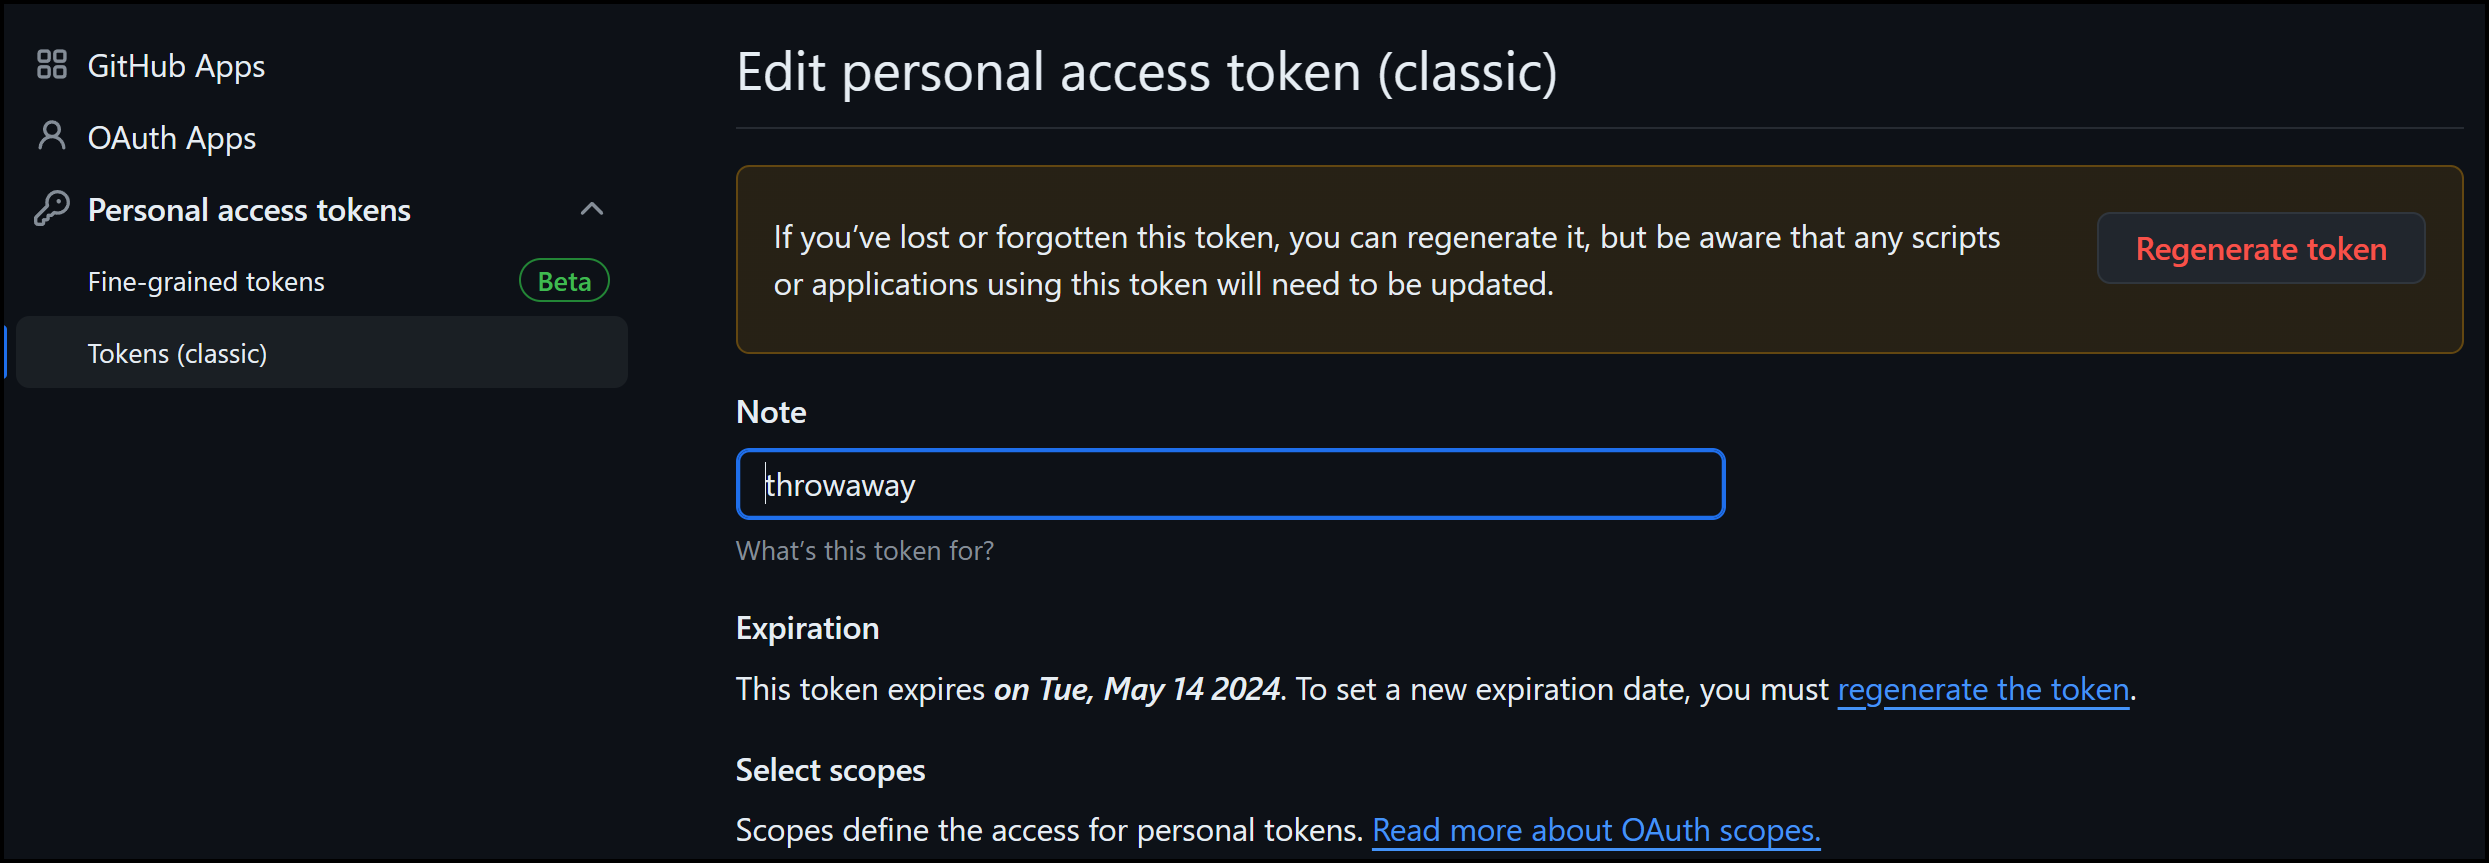 GitHub Apps
OAuth Apps
Personal access tokens
Fine-grained tokens Beta
Tokens (classic)
Edit personal access token (classic)
If you’ve lost or forgotten this token, you can regenerate it, but be aware that any scripts
or applications using this token will need to be updated.
Regenerate token
Note
throwaway
What’s this token for?
Expiration
This token expires on Tue, May 14 2024. To set a new expiration date, you must regenerate the token.
Select scopes
Scopes define the access for personal tokens. Read more about OAuth scopes.